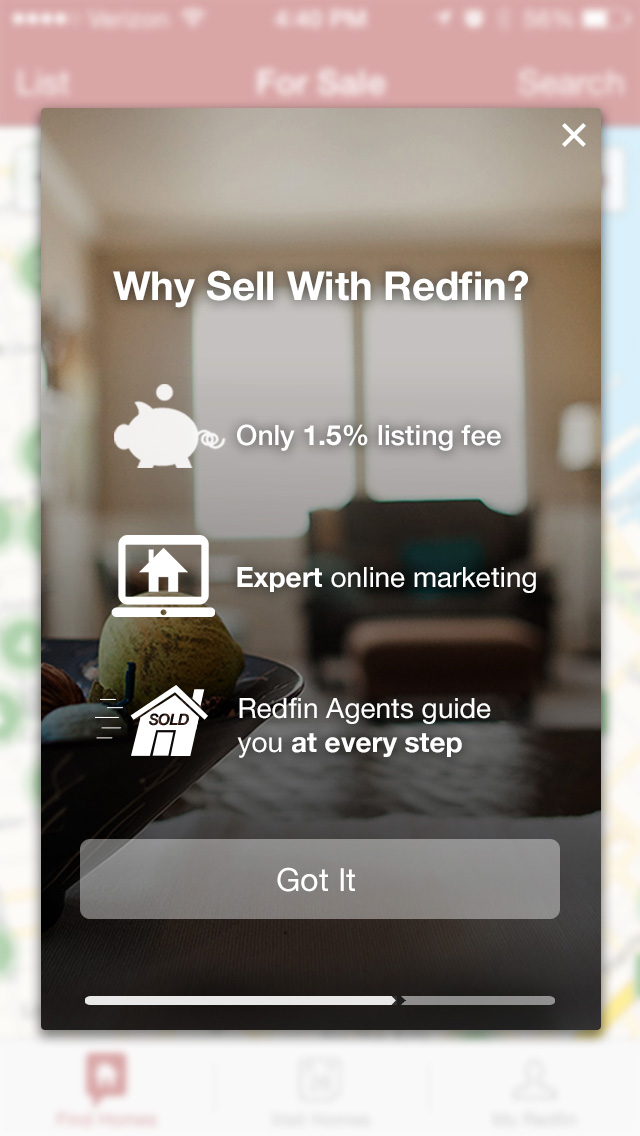 Verizon 4:40 PM 56%
List For Sale Search
Why Sell With Redfin?
Only 1.5% listing fee
Expert online marketing
SOLD
Redfin Agents guide
you at every step
Got It
Find Homes Visit Homes My Redfin